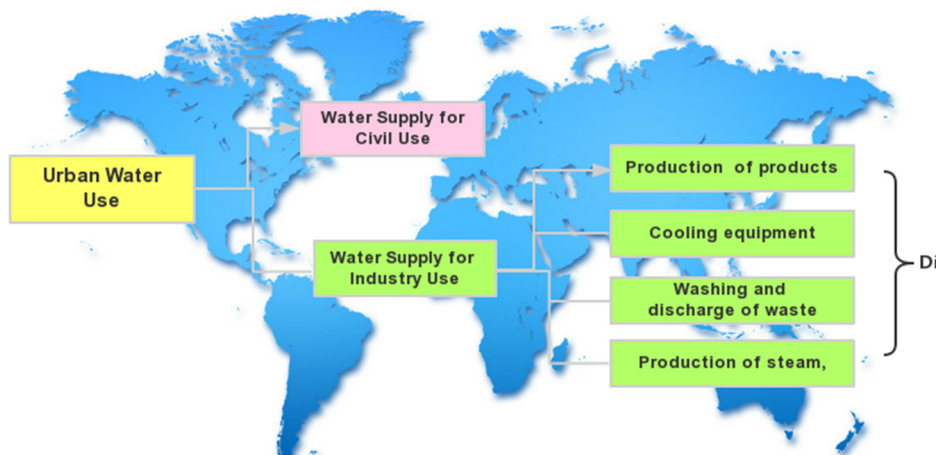 Water Supply for
Civil Use
Urban Water
Use
Water Supply for
Industry Use
Production of products
Cooling equipment
Washing and
discharge of waste
Production of steam,
Di